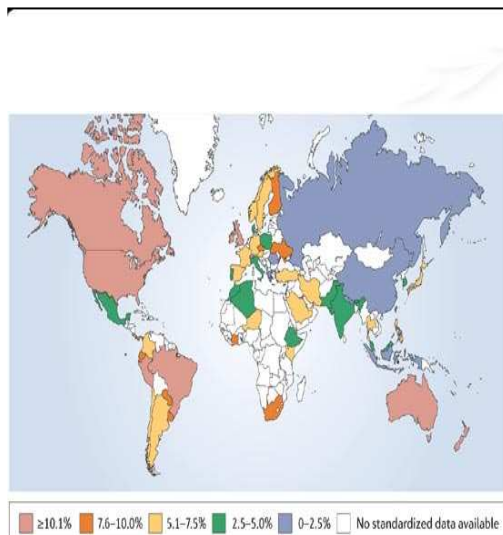 ≥10.1% 7.6–10.0% 5.1–7.5% 2.5–5.0% 0–2.5% No standardized data available